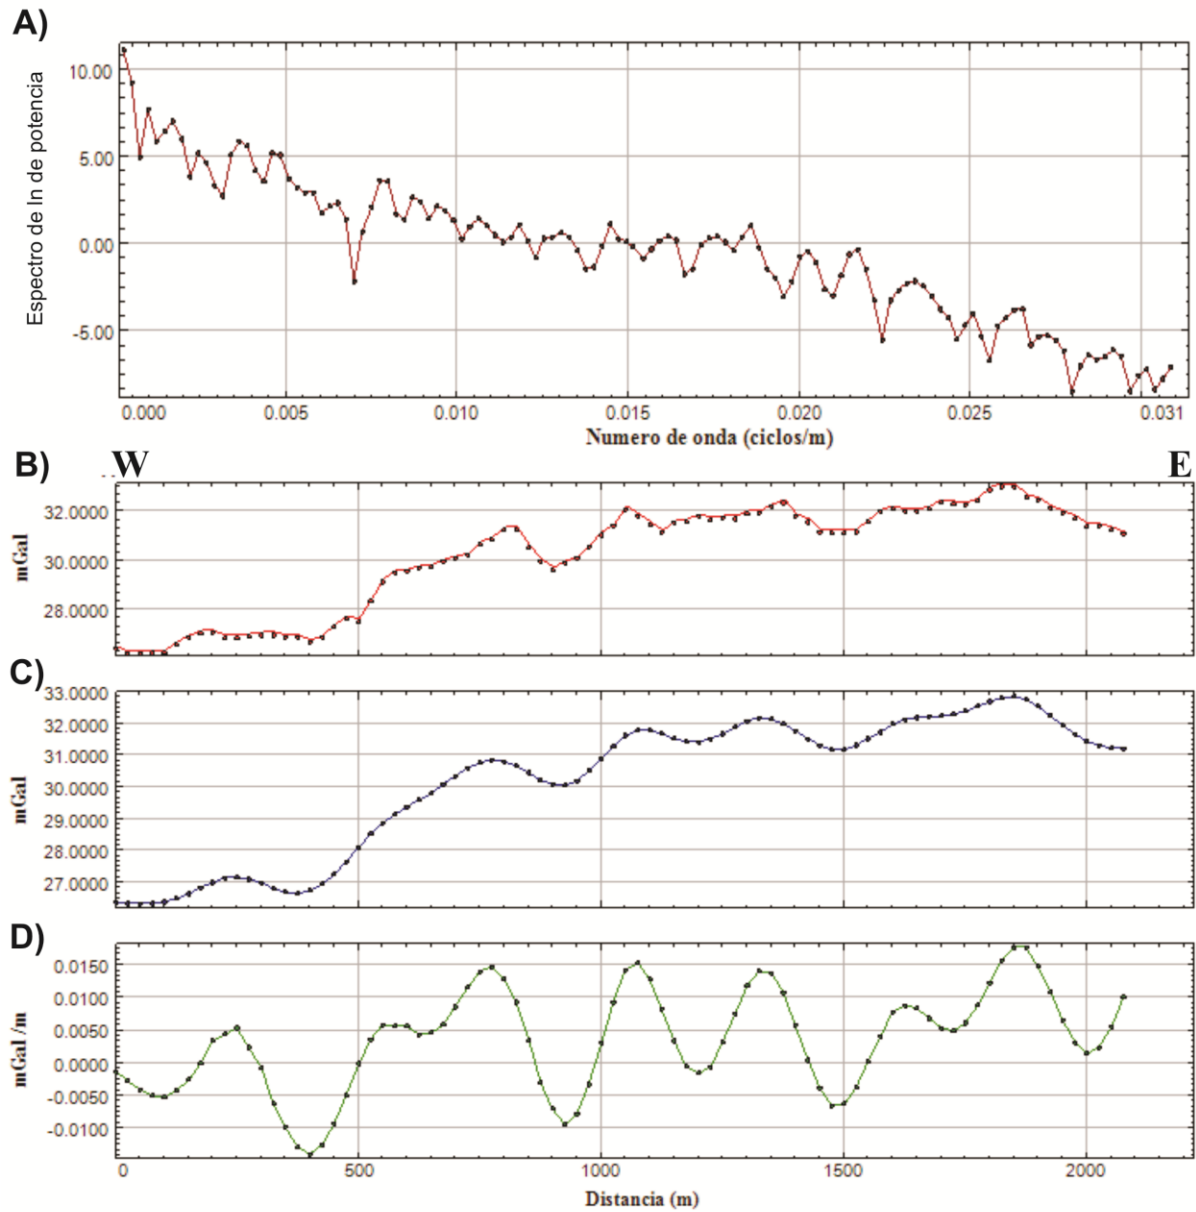 A)
Espectro de ln de potencia
10.00
5.00
0.00
-5.00
0.000 0.005 0.010 0.015 0.020 0.025 0.031
Numero de onda (ciclos/m)
B) W E
mGal
32.0000
30.0000
28.0000
C)
mGal
33.0000
32.0000
31.0000
30.0000
29.0000
28.0000
27.0000
D)
mGal /m
0.0150
0.0100
0.0050
0.0000
-0.0050
-0.0100
0 500 1000 1500 2000
Distancia (m)